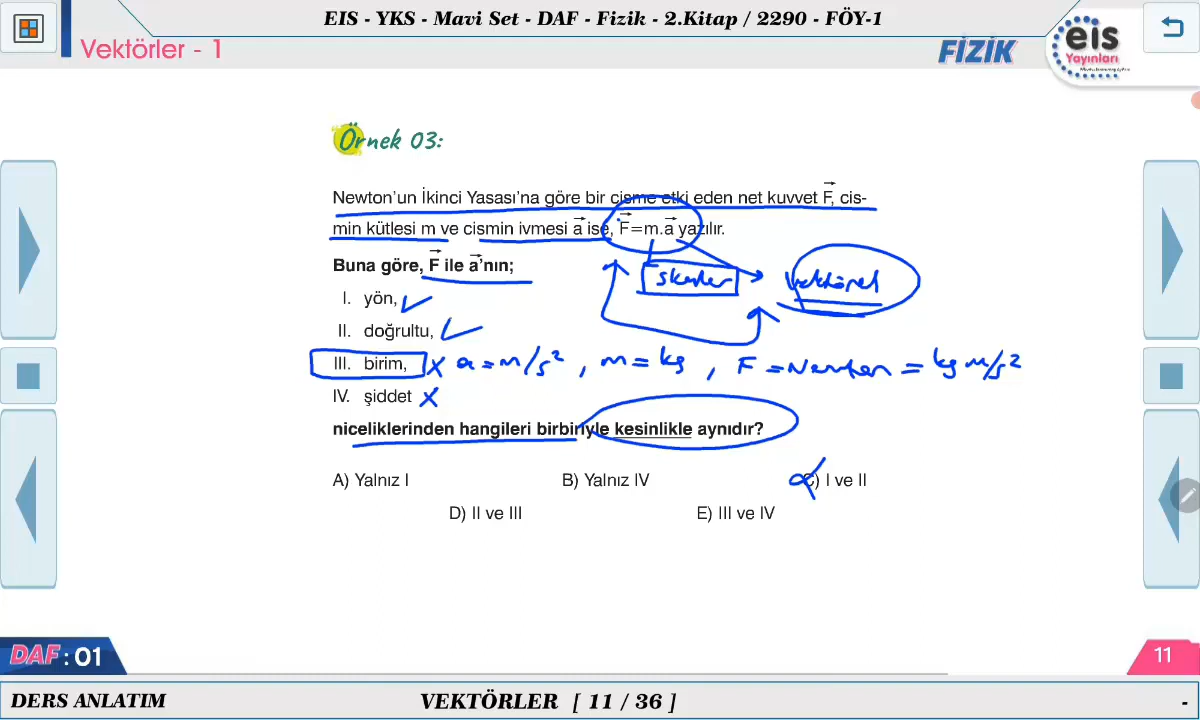 EIS - YKS - Mavi Set - DAF - Fizik - 2.Kitap / 2290 - FÖY-1
Vektörler - 1
FİZİK
eis
Yayınları
Örnek 03:
Newton'un İkinci Yasası'na göre bir cisme etki eden net kuvvet F, cis-
min kütlesi m ve cismin ivmesi a ise, F=m.a yazılır.
Buna göre, F ile a'nın;
skaler
vektörel
I. yön,
II. doğrultu,
III. birim, x a = m/s², m = kg, F = Newton = kg m/s²
IV. şiddet x
niceliklerinden hangileri birbiriyle kesinlikle aynıdır?
A) Yalnız I B) Yalnız IV C) I ve II
D) II ve III E) III ve IV
DAF : 01
11
DERS ANLATIM VEKTÖRLER [ 11 / 36 ] -